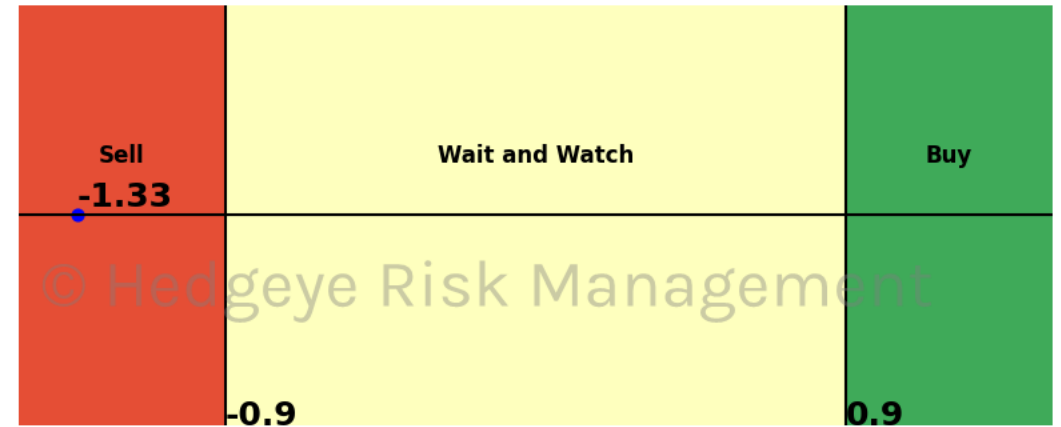 Sell
Wait and Watch
Buy
-1.33
© Hedgeye Risk Management
-0.9
0.9